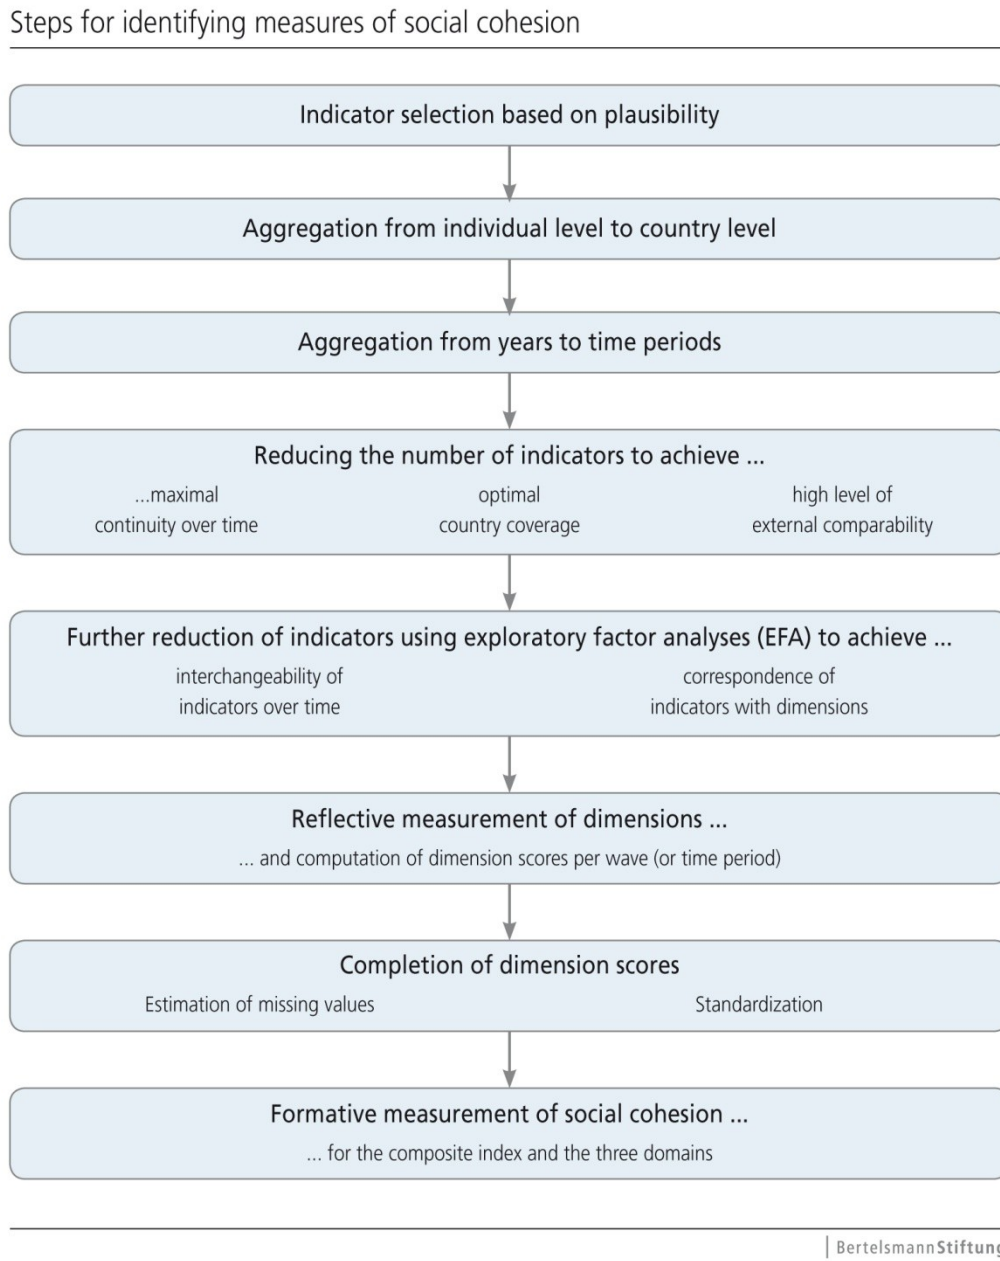 Steps for identifying measures of social cohesion
Indicator selection based on plausibility
Aggregation from individual level to country level
Aggregation from years to time periods
Reducing the number of indicators to achieve ...
...maximal
continuity over time
optimal
country coverage
high level of
external comparability
Further reduction of indicators using exploratory factor analyses (EFA) to achieve ...
interchangeability of
indicators over time
correspondence of
indicators with dimensions
Reflective measurement of dimensions ...
... and computation of dimension scores per wave (or time period)
Completion of dimension scores
Estimation of missing values
Standardization
Formative measurement of social cohesion ...
... for the composite index and the three domains
BertelsmannStiftung